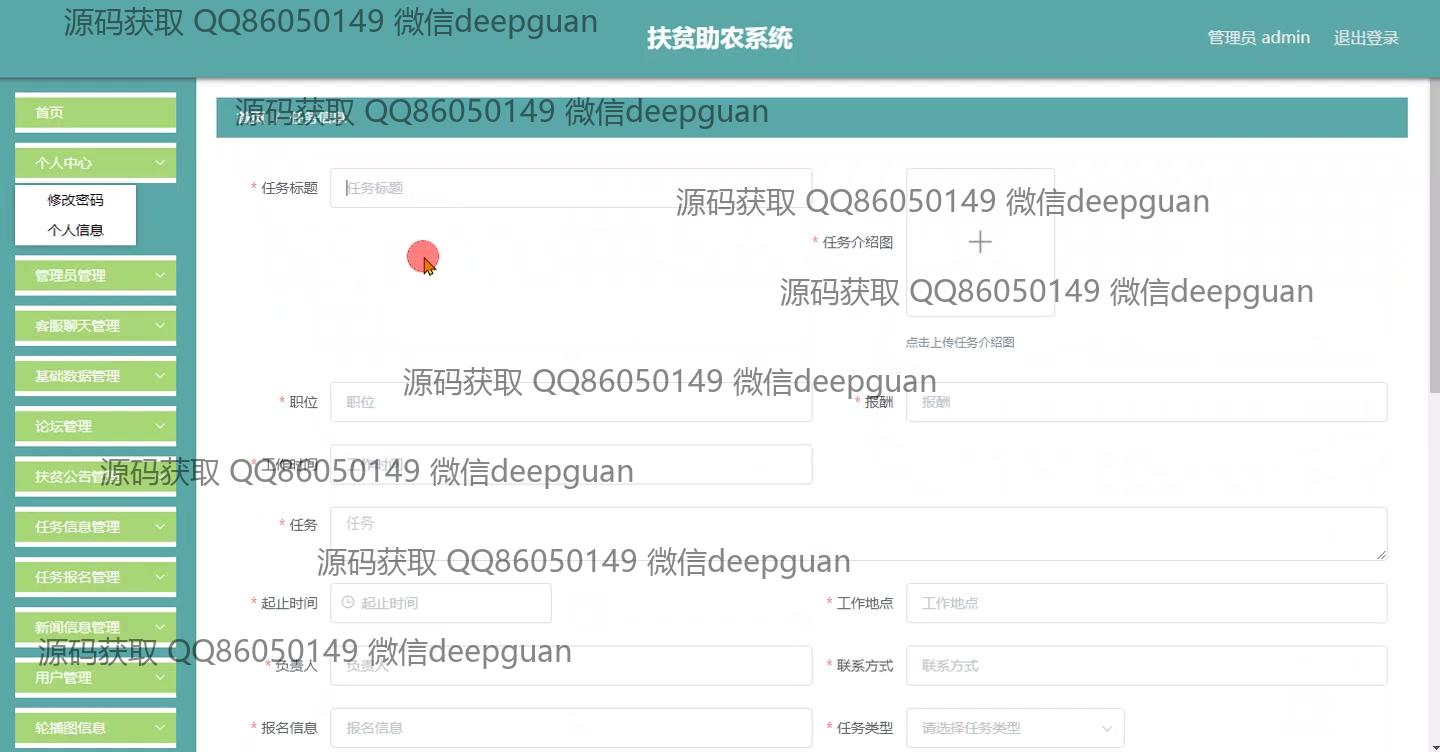 源码获取 QQ86050149 微信deepguan
扶贫助农系统
管理员 admin
退出登录
首页
源码获取 QQ86050149 微信deepguan
首页
任务信息
个人中心
修改密码
个人信息
管理员管理
客服聊天管理
基础数据管理
论坛管理
扶贫公告管理
任务信息管理
任务报名管理
新闻信息管理
用户管理
轮播图信息
* 任务标题
任务标题
源码获取 QQ86050149 微信deepguan
* 任务介绍图
源码获取 QQ86050149 微信deepguan
点击上传任务介绍图
源码获取 QQ86050149 微信deepguan
* 职位
职位
* 报酬
报酬
* 工作时间
工作时间
源码获取 QQ86050149 微信deepguan
* 任务
任务
源码获取 QQ86050149 微信deepguan
* 起止时间
起止时间
* 工作地点
工作地点
源码获取 QQ86050149 微信deepguan
* 负责人
负责人
* 联系方式
联系方式
* 报名信息
报名信息
* 任务类型
请选择任务类型